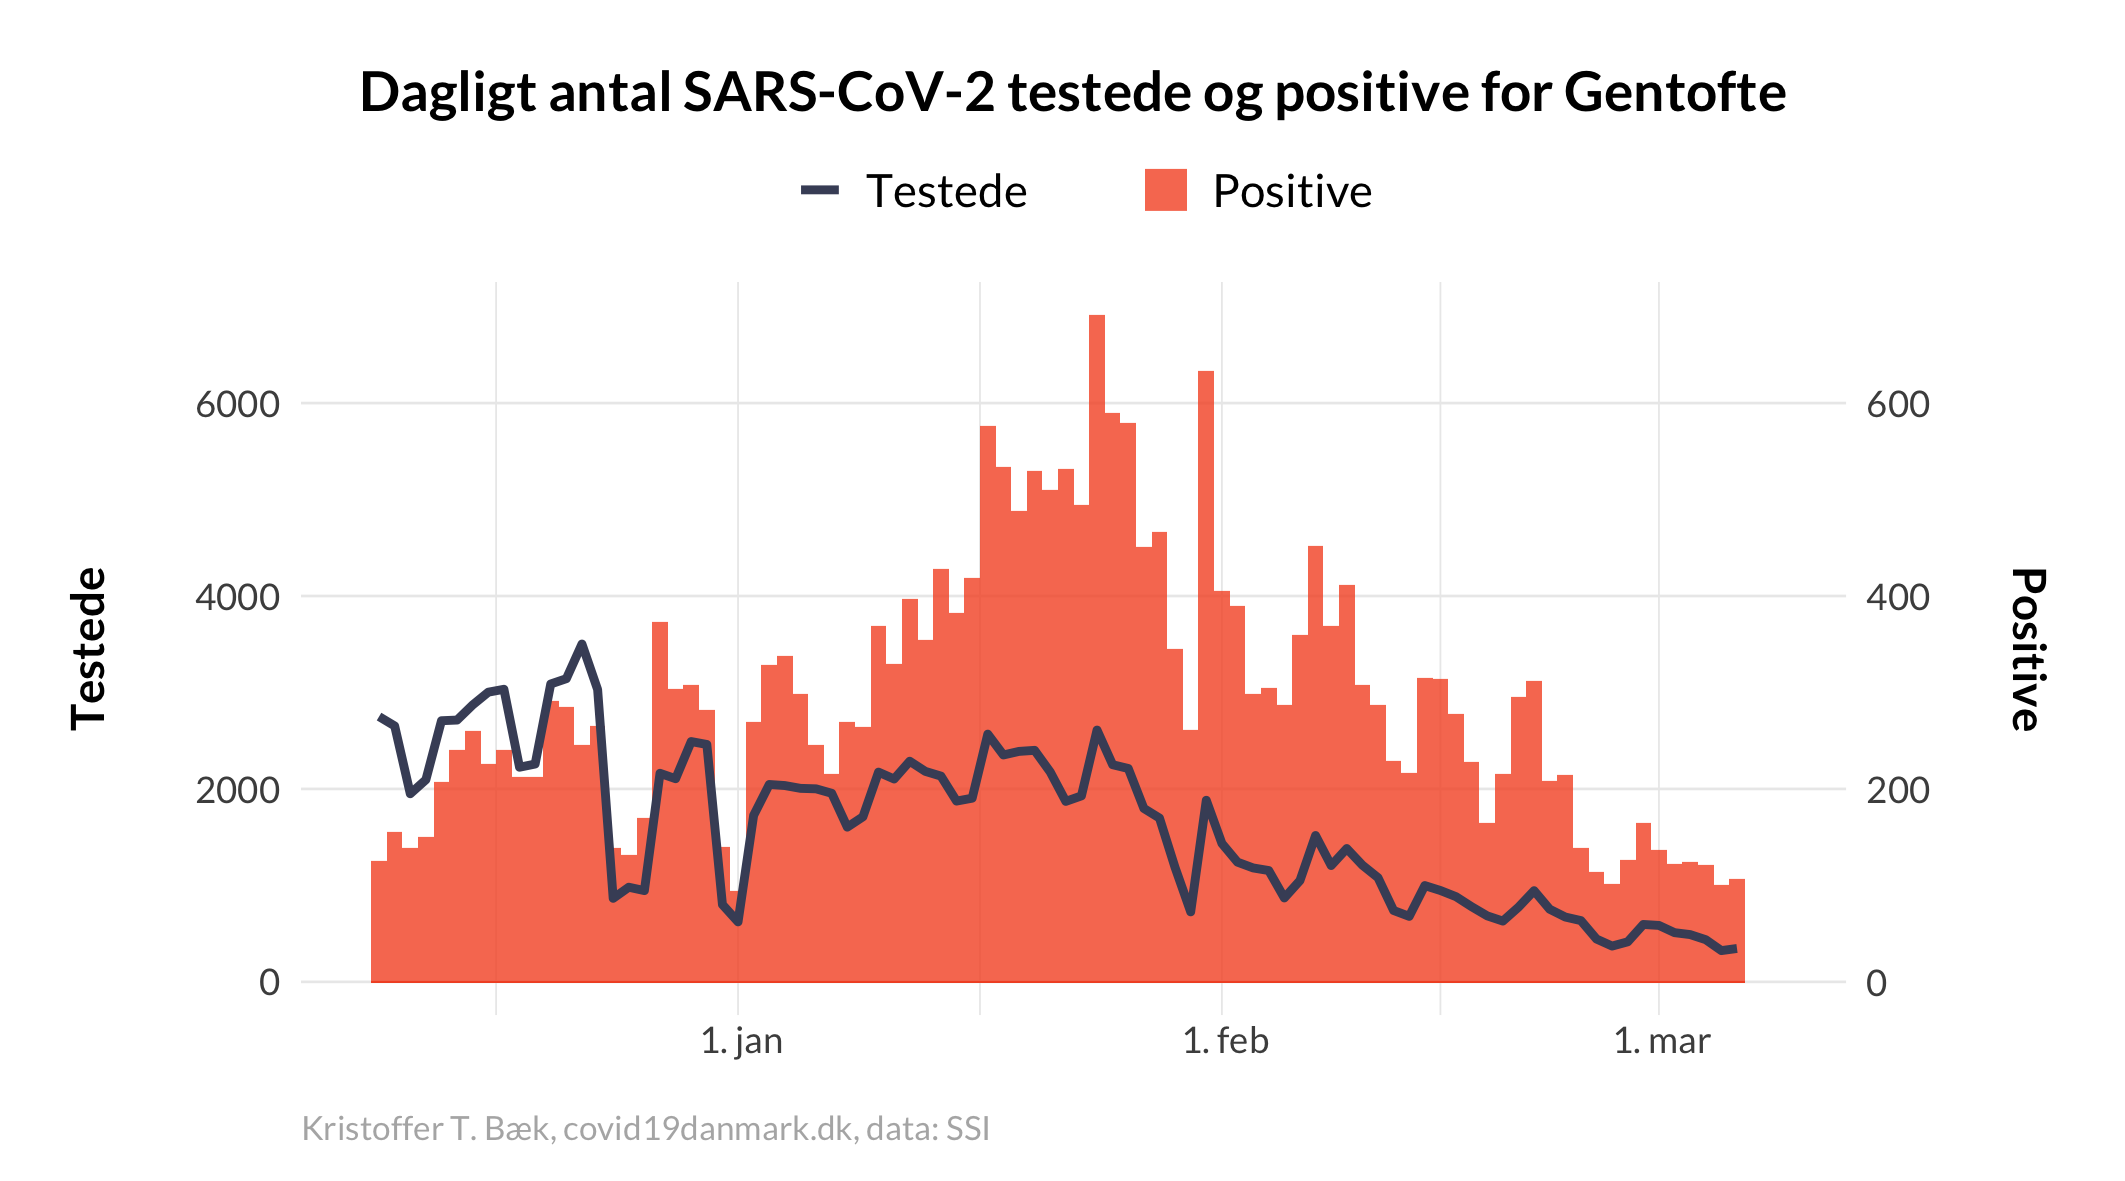 Dagligt antal SARS-CoV-2 testede og positive for Gentofte
Testede
Positive
6000
4000
2000
0
600
400
200
0
Testede
Positive
1. jan
1. feb
1. mar
Kristoffer T. Bæk, covid19danmark.dk, data: SSI